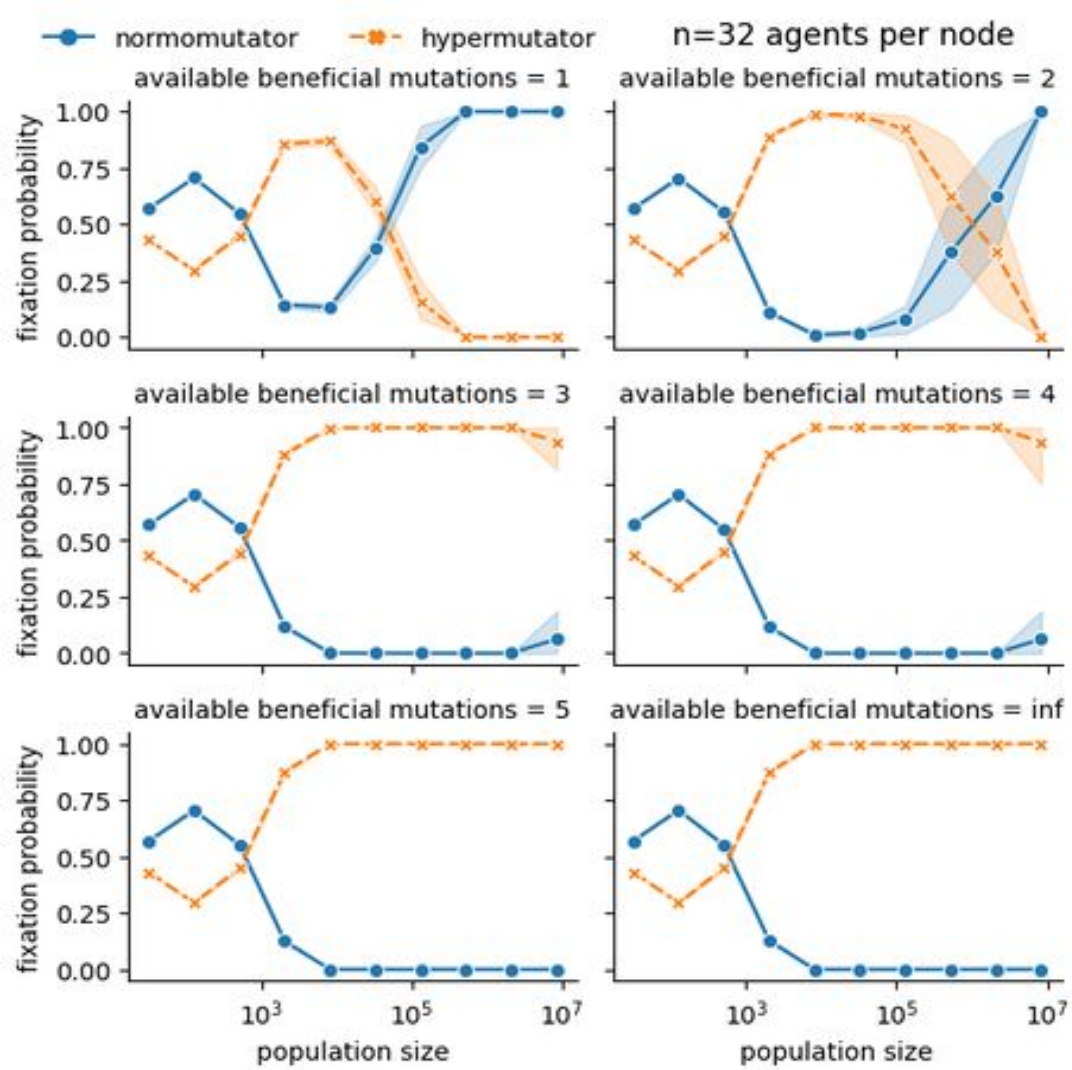 normomutator hypermutator n=32 agents per node
available beneficial mutations = 1 available beneficial mutations = 2
fixation probability
1.00
0.75
0.50
0.25
0.00
available beneficial mutations = 3 available beneficial mutations = 4
fixation probability
1.00
0.75
0.50
0.25
0.00
available beneficial mutations = 5 available beneficial mutations = inf
fixation probability
1.00
0.75
0.50
0.25
0.00
10³ 10⁵ 10⁷ 10³ 10⁵ 10⁷
population size population size